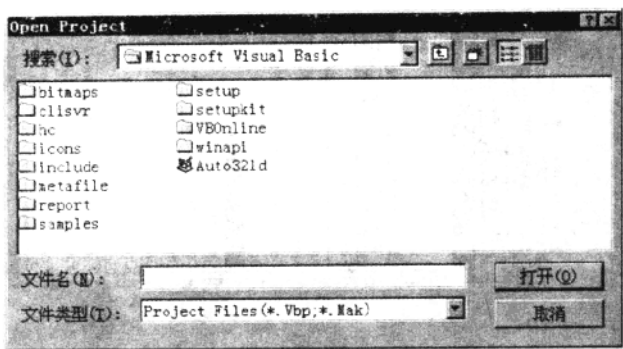 Open Project
搜索(I): Microsoft Visual Basic
bitmaps
clisvr
hc
icons
include
metafile
report
samples
setup
setupkit
VBOnline
winapi
Auto32ld
文件名(N):
打开(O)
文件类型(T): Project Files(*.Vbp;*.Mak)
取消